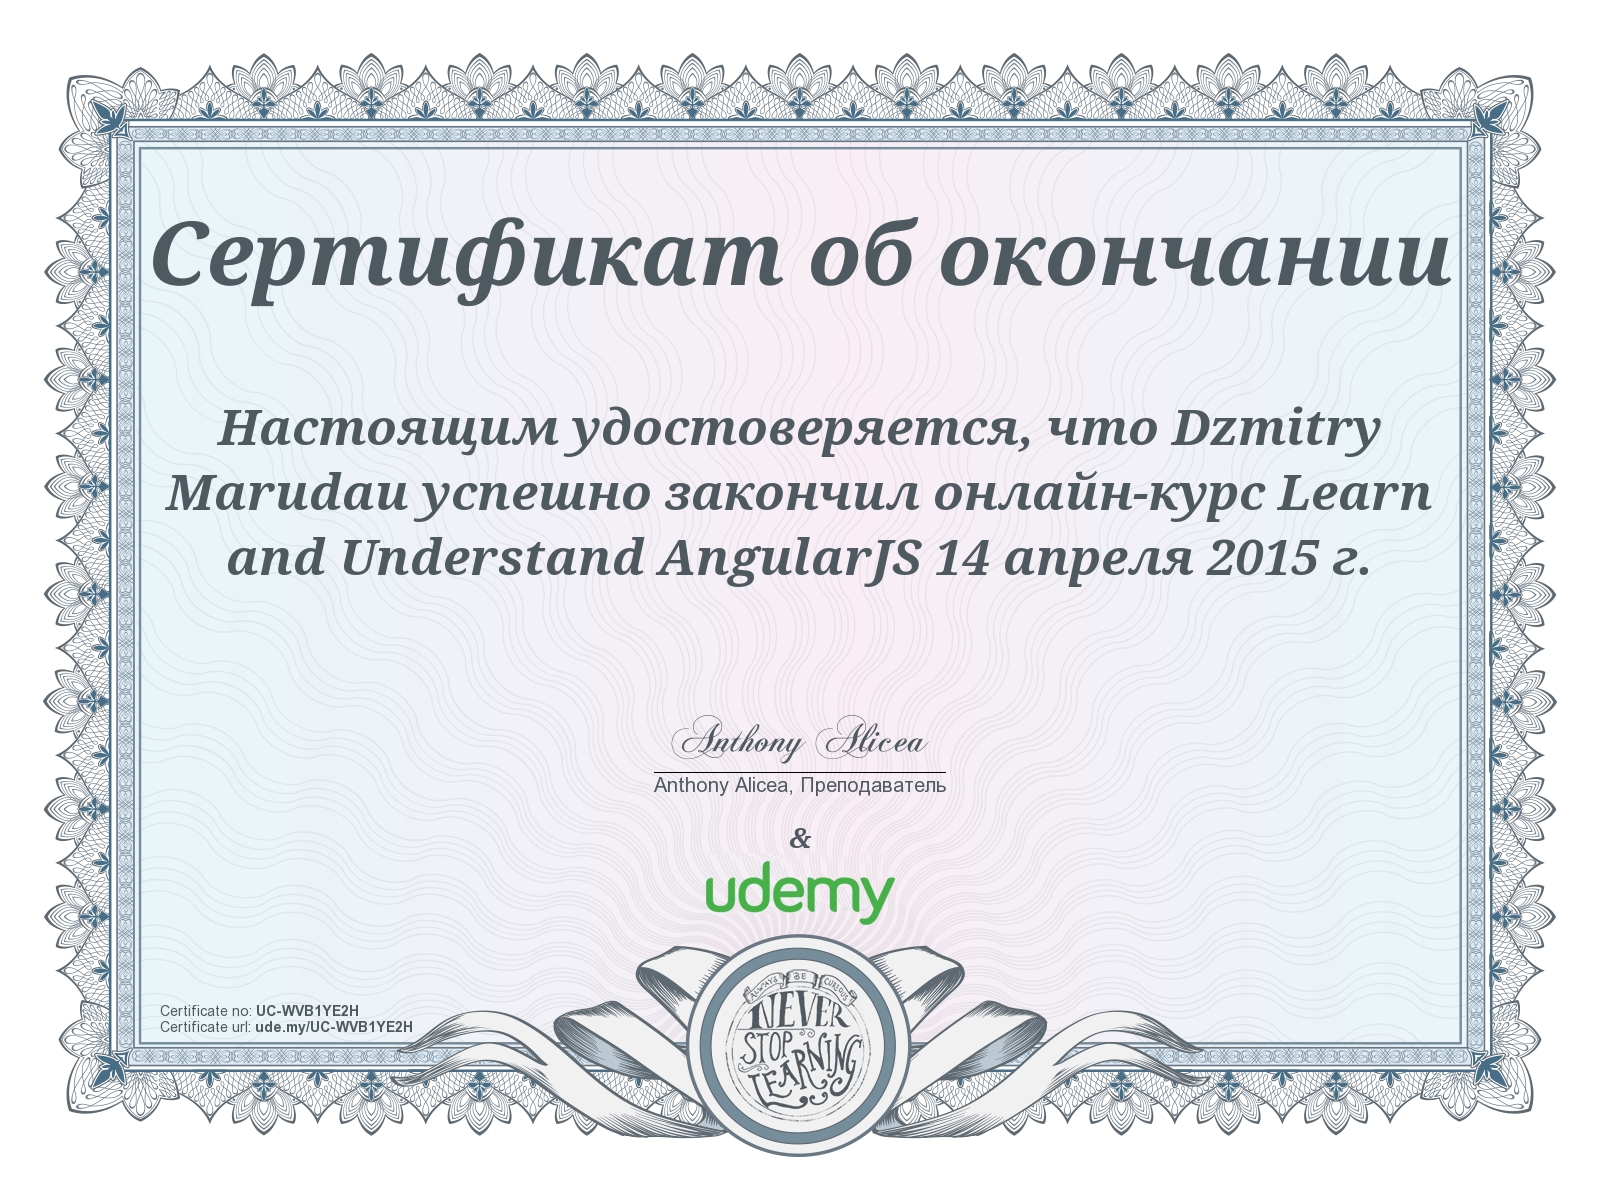 Сертификат об окончании
Настоящим удостоверяется, что Dzmitry
Marudau успешно закончил онлайн-курс Learn
and Understand AngularJS 14 апреля 2015 г.
Anthony Alicea
Anthony Alicea, Преподаватель
&
udemy
Certificate no: UC-WVB1YE2H
Certificate url: ude.my/UC-WVB1YE2H
ALWAYS BE CURIOUS
NEVER
STOP
LEARNING